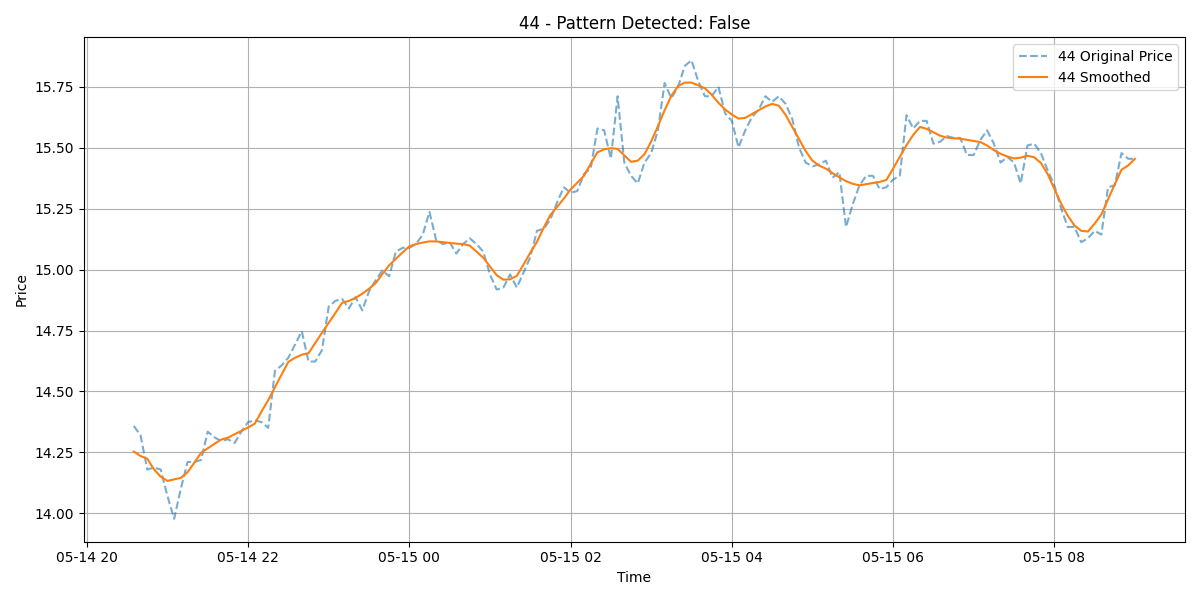 44 - Pattern Detected: False
44 Original Price
44 Smoothed
Price
15.75
15.50
15.25
15.00
14.75
14.50
14.25
14.00
05-14 20 05-14 22 05-15 00 05-15 02 05-15 04 05-15 06 05-15 08
Time